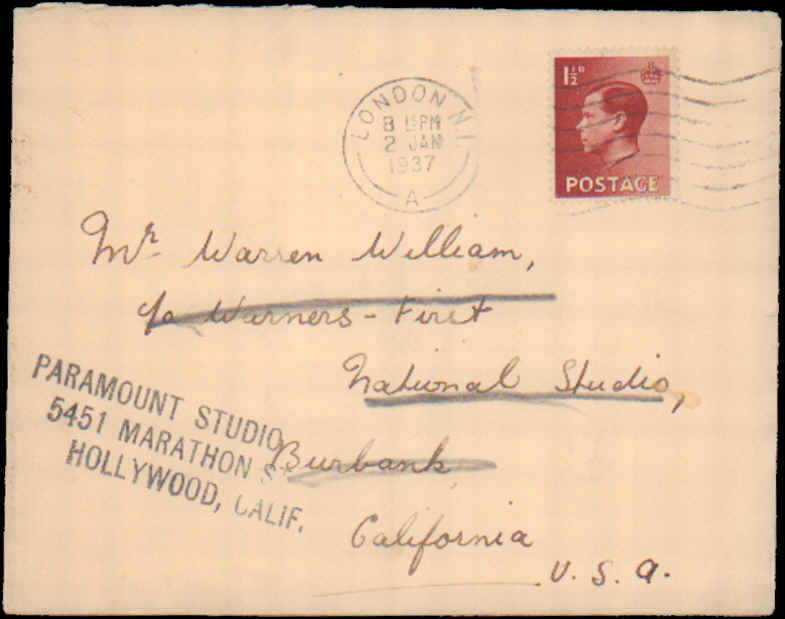 LONDON N.1
8 15PM
2 JAN
1937
A
1½D
POSTAGE
Mr. Warren William,
c/o Warners-First
National Studio,
Burbank
California
U.S.A.
PARAMOUNT STUDIO
5451 MARATHON S
HOLLYWOOD, CALIF.